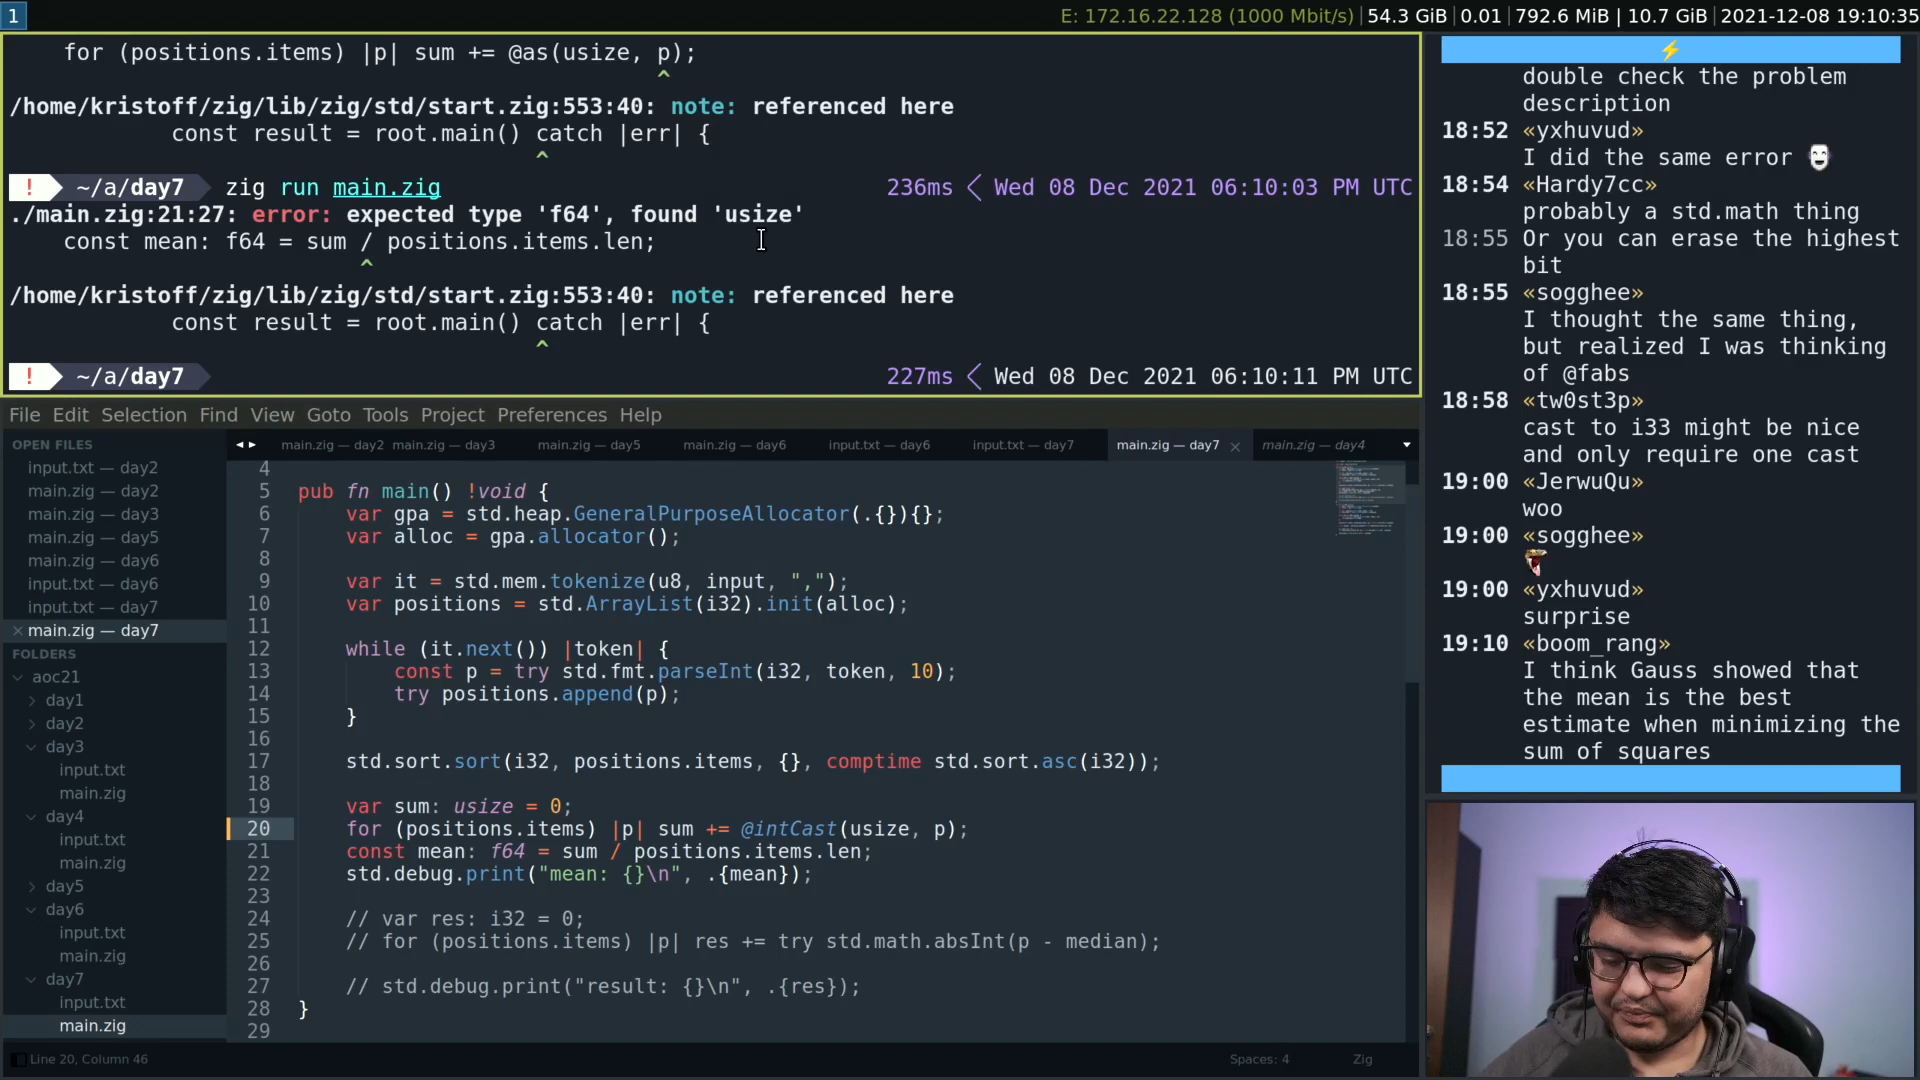 1
E: 172.16.22.128 (1000 Mbit/s) | 54.3 GiB | 0.01 | 792.6 MiB | 10.7 GiB | 2021-12-08 19:10:35
for (positions.items) |p| sum += @as(usize, p);
^
/home/kristoff/zig/lib/zig/std/start.zig:553:40: note: referenced here
const result = root.main() catch |err| {
^
! ~/a/day7 zig run main.zig 236ms Wed 08 Dec 2021 06:10:03 PM UTC
./main.zig:21:27: error: expected type 'f64', found 'usize'
const mean: f64 = sum / positions.items.len;
^
/home/kristoff/zig/lib/zig/std/start.zig:553:40: note: referenced here
const result = root.main() catch |err| {
^
! ~/a/day7 227ms Wed 08 Dec 2021 06:10:11 PM UTC
File Edit Selection Find View Goto Tools Project Preferences Help
OPEN FILES
input.txt — day2
main.zig — day2
main.zig — day3
main.zig — day5
main.zig — day6
input.txt — day6
input.txt — day7
main.zig — day7
FOLDERS
aoc21
day1
day2
day3
input.txt
main.zig
day4
input.txt
main.zig
day5
day6
input.txt
main.zig
day7
input.txt
main.zig
main.zig — day2 main.zig — day3 main.zig — day5 main.zig — day6 input.txt — day6 input.txt — day7 main.zig — day7 main.zig — day4
4
5 pub fn main() !void {
6 var gpa = std.heap.GeneralPurposeAllocator(.{}){};
7 var alloc = gpa.allocator();
8
9 var it = std.mem.tokenize(u8, input, ",");
10 var positions = std.ArrayList(i32).init(alloc);
11
12 while (it.next()) |token| {
13 const p = try std.fmt.parseInt(i32, token, 10);
14 try positions.append(p);
15 }
16
17 std.sort.sort(i32, positions.items, {}, comptime std.sort.asc(i32));
18
19 var sum: usize = 0;
20 for (positions.items) |p| sum += @intCast(usize, p);
21 const mean: f64 = sum / positions.items.len;
22 std.debug.print("mean: {}\n", .{mean});
23
24 // var res: i32 = 0;
25 // for (positions.items) |p| res += try std.math.absInt(p - median);
26
27 // std.debug.print("result: {}\n", .{res});
28 }
29
Line 20, Column 46 Spaces: 4 Zig
double check the problem
description
18:52 «yxhuvud»
I did the same error
18:54 «Hardy7cc»
probably a std.math thing
18:55 Or you can erase the highest
bit
18:55 «sogghee»
I thought the same thing,
but realized I was thinking
of @fabs
18:58 «tw0st3p»
cast to i33 might be nice
and only require one cast
19:00 «JerwuQu»
woo
19:00 «sogghee»
19:00 «yxhuvud»
surprise
19:10 «boom_rang»
I think Gauss showed that
the mean is the best
estimate when minimizing the
sum of squares